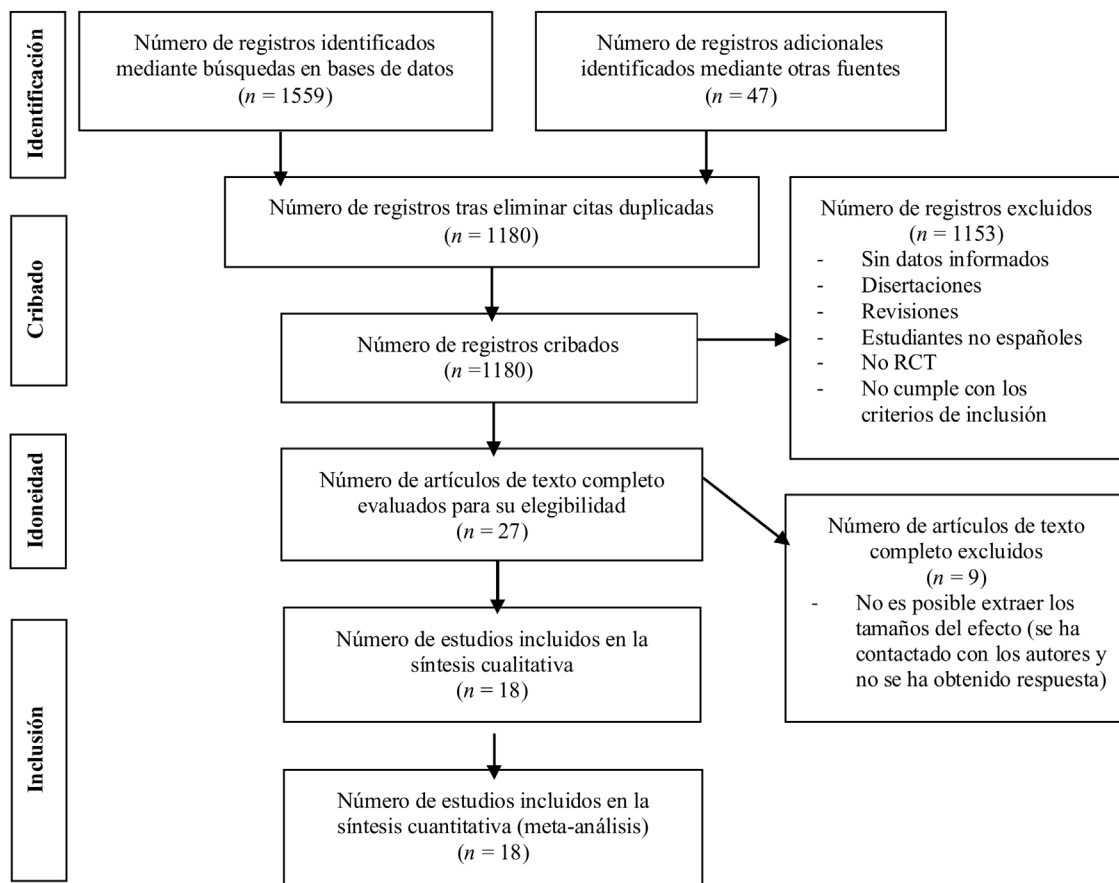 Identificación
Número de registros identificados
mediante búsquedas en bases de datos
(n = 1559)
Número de registros adicionales
identificados mediante otras fuentes
(n = 47)
Cribado
Número de registros tras eliminar citas duplicadas
(n = 1180)
Número de registros cribados
(n =1180)
Número de registros excluidos
(n = 1153)
- Sin datos informados
- Disertaciones
- Revisiones
- Estudiantes no españoles
- No RCT
- No cumple con los
criterios de inclusión
Idoneidad
Número de artículos de texto completo
evaluados para su elegibilidad
(n = 27)
Número de artículos de texto
completo excluidos
(n = 9)
- No es posible extraer los
tamaños del efecto (se ha
contactado con los autores y
no se ha obtenido respuesta)
Inclusión
Número de estudios incluidos en la
síntesis cualitativa
(n = 18)
Número de estudios incluidos en la
síntesis cuantitativa (meta-análisis)
(n = 18)